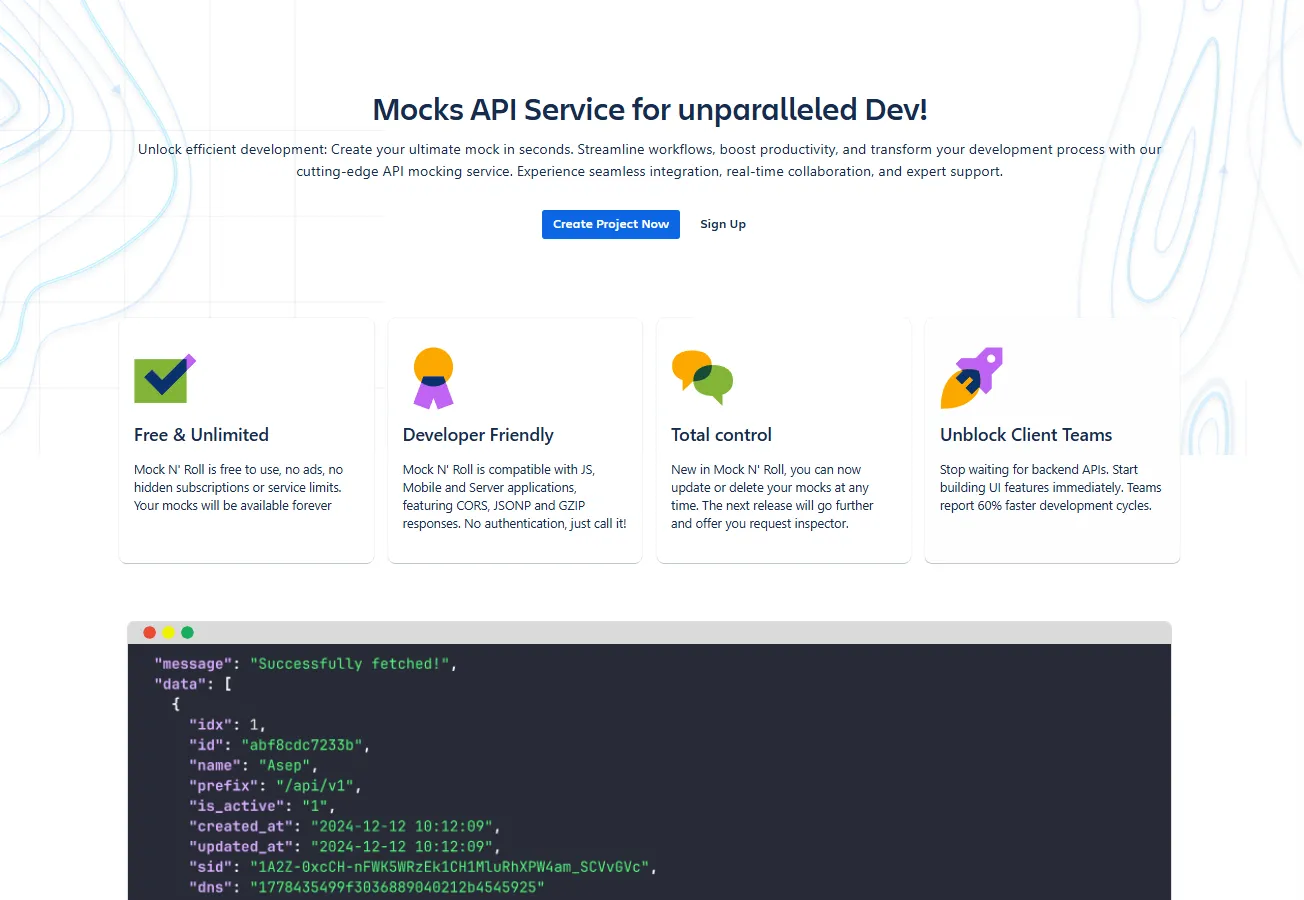 Mocks API Service for unparalleled Dev!
Unlock efficient development: Create your ultimate mock in seconds. Streamline workflows, boost productivity, and transform your development process with our
cutting-edge API mocking service. Experience seamless integration, real-time collaboration, and expert support.
Create Project Now
Sign Up
Free & Unlimited
Mock N' Roll is free to use, no ads, no
hidden subscriptions or service limits.
Your mocks will be available forever
Developer Friendly
Mock N' Roll is compatible with JS,
Mobile and Server applications,
featuring CORS, JSONP and GZIP
responses. No authentication, just call it!
Total control
New in Mock N' Roll, you can now
update or delete your mocks at any
time. The next release will go further
and offer you request inspector.
Unblock Client Teams
Stop waiting for backend APIs. Start
building UI features immediately. Teams
report 60% faster development cycles.
"message": "Successfully fetched!",
"data": [
{
"idx": 1,
"id": "abf8cdc7233b",
"name": "Asep",
"prefix": "/api/v1",
"is_active": "1",
"created_at": "2024-12-12 10:12:09",
"updated_at": "2024-12-12 10:12:09",
"sid": "1A2Z-0xcCH-nFWK5WRzEk1CH1MluRhXPW4am_SCVvGVc",
"dns": "1778435499f3036889040212b4545925"